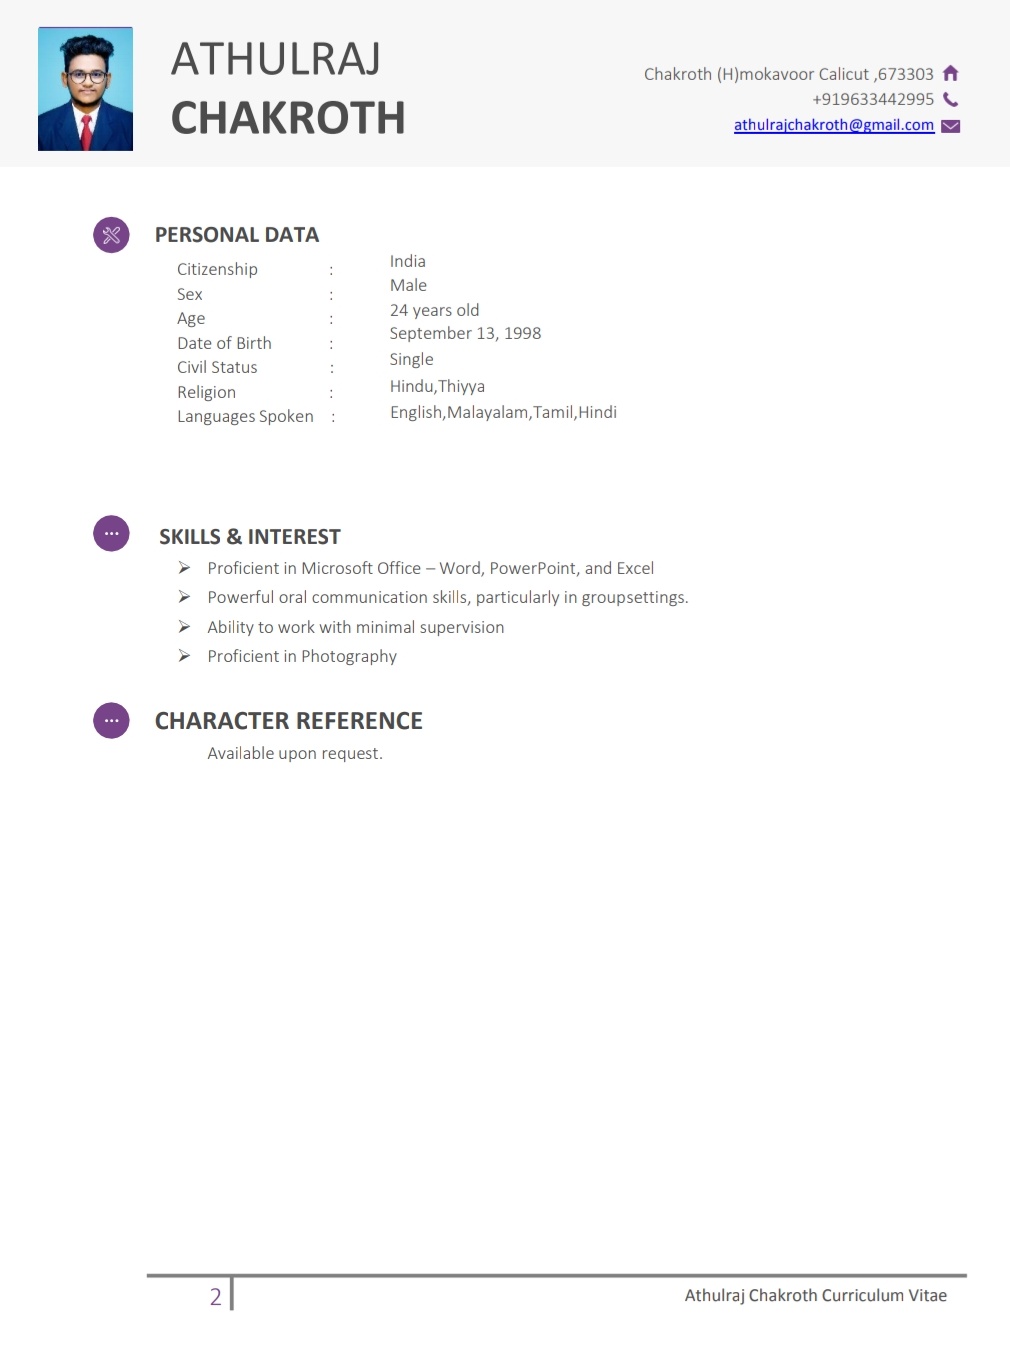 ATHULRAJ
CHAKROTH
Chakroth (H)mokavoor Calicut ,673303
+919633442995
athulrajchakroth@gmail.com
PERSONAL DATA
Citizenship : India
Sex : Male
Age : 24 years old
Date of Birth : September 13, 1998
Civil Status : Single
Religion : Hindu,Thiyya
Languages Spoken : English,Malayalam,Tamil,Hindi
SKILLS & INTEREST
➢ Proficient in Microsoft Office – Word, PowerPoint, and Excel
➢ Powerful oral communication skills, particularly in groupsettings.
➢ Ability to work with minimal supervision
➢ Proficient in Photography
CHARACTER REFERENCE
Available upon request.
2
Athulraj Chakroth Curriculum Vitae